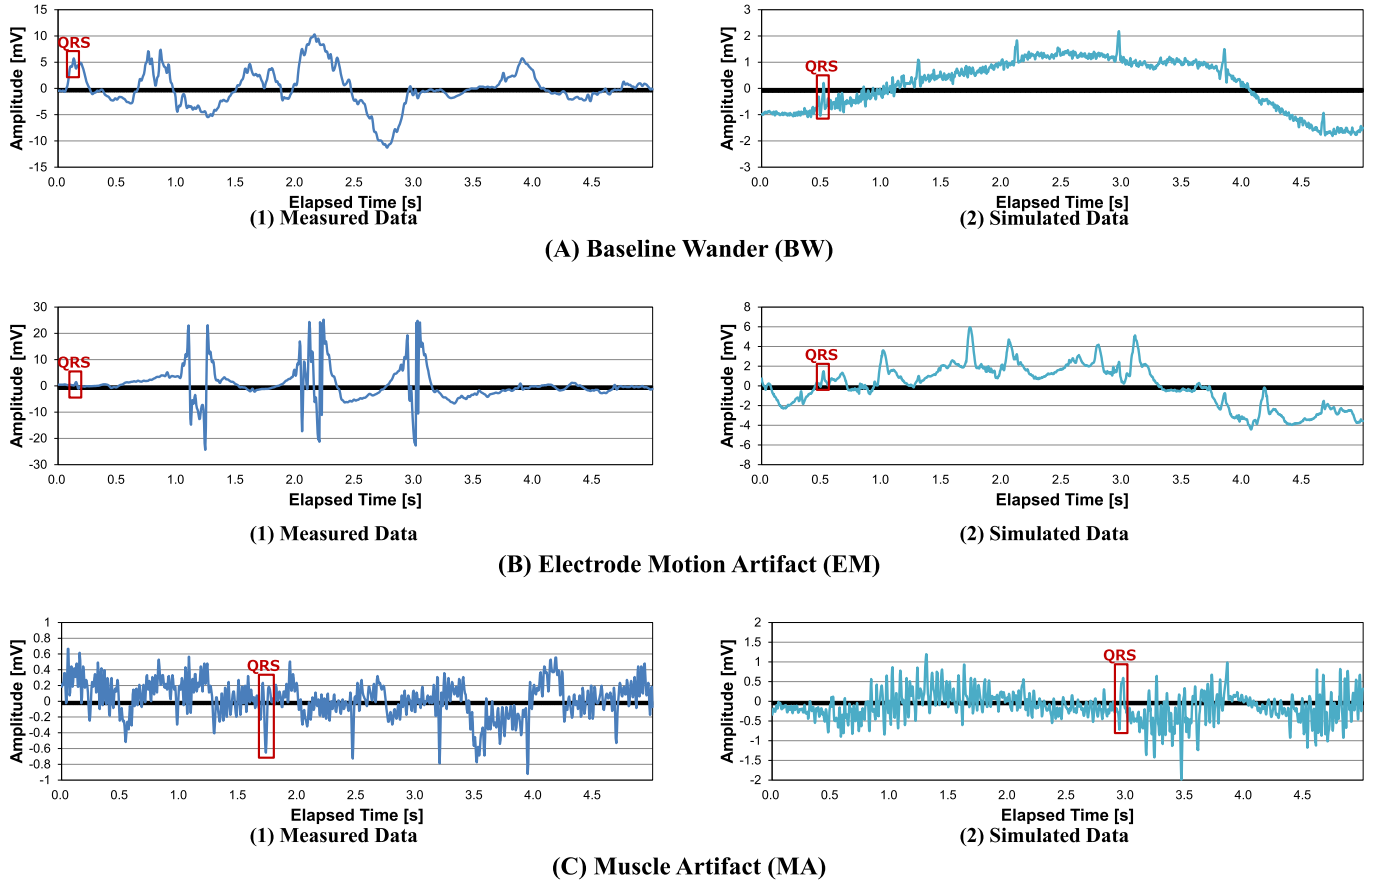 15
10
5
0
-5
-10
-15
Amplitude [mV]
QRS
0.0 0.5 1.0 1.5 2.0 2.5 3.0 3.5 4.0 4.5
Elapsed Time [s]
(1) Measured Data
3
2
1
0
-1
-2
-3
Amplitude [mV]
QRS
0.0 0.5 1.0 1.5 2.0 2.5 3.0 3.5 4.0 4.5
Elapsed Time [s]
(2) Simulated Data
(A) Baseline Wander (BW)
30
20
10
0
-10
-20
-30
Amplitude [mV]
QRS
0.0 0.5 1.0 1.5 2.0 2.5 3.0 3.5 4.0 4.5
Elapsed Time [s]
(1) Measured Data
8
6
4
2
0
-2
-4
-6
-8
Amplitude [mV]
QRS
0.0 0.5 1.0 1.5 2.0 2.5 3.0 3.5 4.0 4.5
Elapsed Time [s]
(2) Simulated Data
(B) Electrode Motion Artifact (EM)
1
0.8
0.6
0.4
0.2
0
-0.2
-0.4
-0.6
-0.8
-1
Amplitude [mV]
QRS
0.0 0.5 1.0 1.5 2.0 2.5 3.0 3.5 4.0 4.5
Elapsed Time [s]
(1) Measured Data
2
1.5
1
0.5
0
-0.5
-1
-1.5
-2
Amplitude [mV]
QRS
0.0 0.5 1.0 1.5 2.0 2.5 3.0 3.5 4.0 4.5
Elapsed Time [s]
(2) Simulated Data
(C) Muscle Artifact (MA)